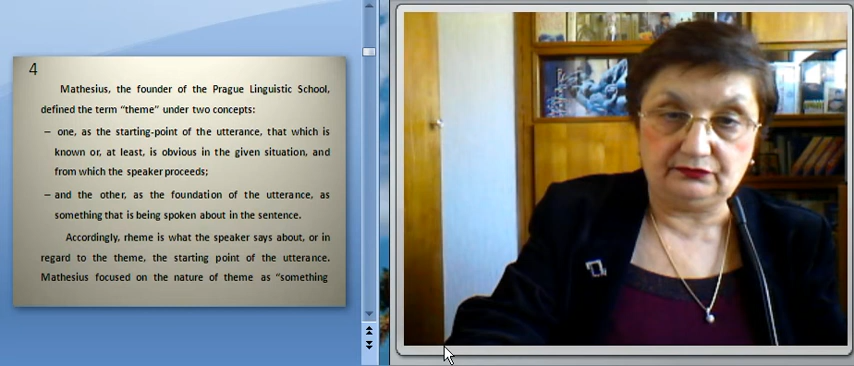 4
Mathesius, the founder of the Prague Linguistic School,
defined the term “theme” under two concepts:
– one, as the starting-point of the utterance, that which is
known or, at least, is obvious in the given situation, and
from which the speaker proceeds;
– and the other, as the foundation of the utterance, as
something that is being spoken about in the sentence.
Accordingly, rheme is what the speaker says about, or in
regard to the theme, the starting point of the utterance.
Mathesius focused on the nature of theme as “something